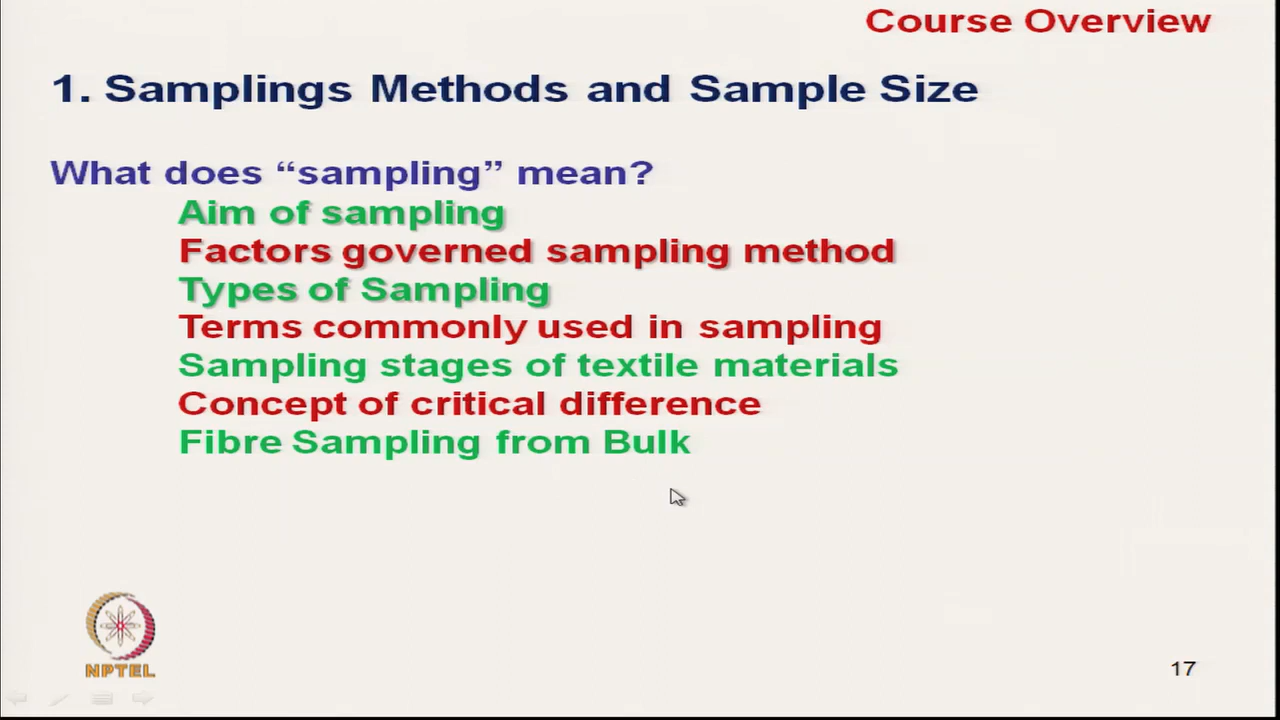 Course Overview
1. Samplings Methods and Sample Size
What does “sampling” mean?
Aim of sampling
Factors governed sampling method
Types of Sampling
Terms commonly used in sampling
Sampling stages of textile materials
Concept of critical difference
Fibre Sampling from Bulk
NPTEL
17